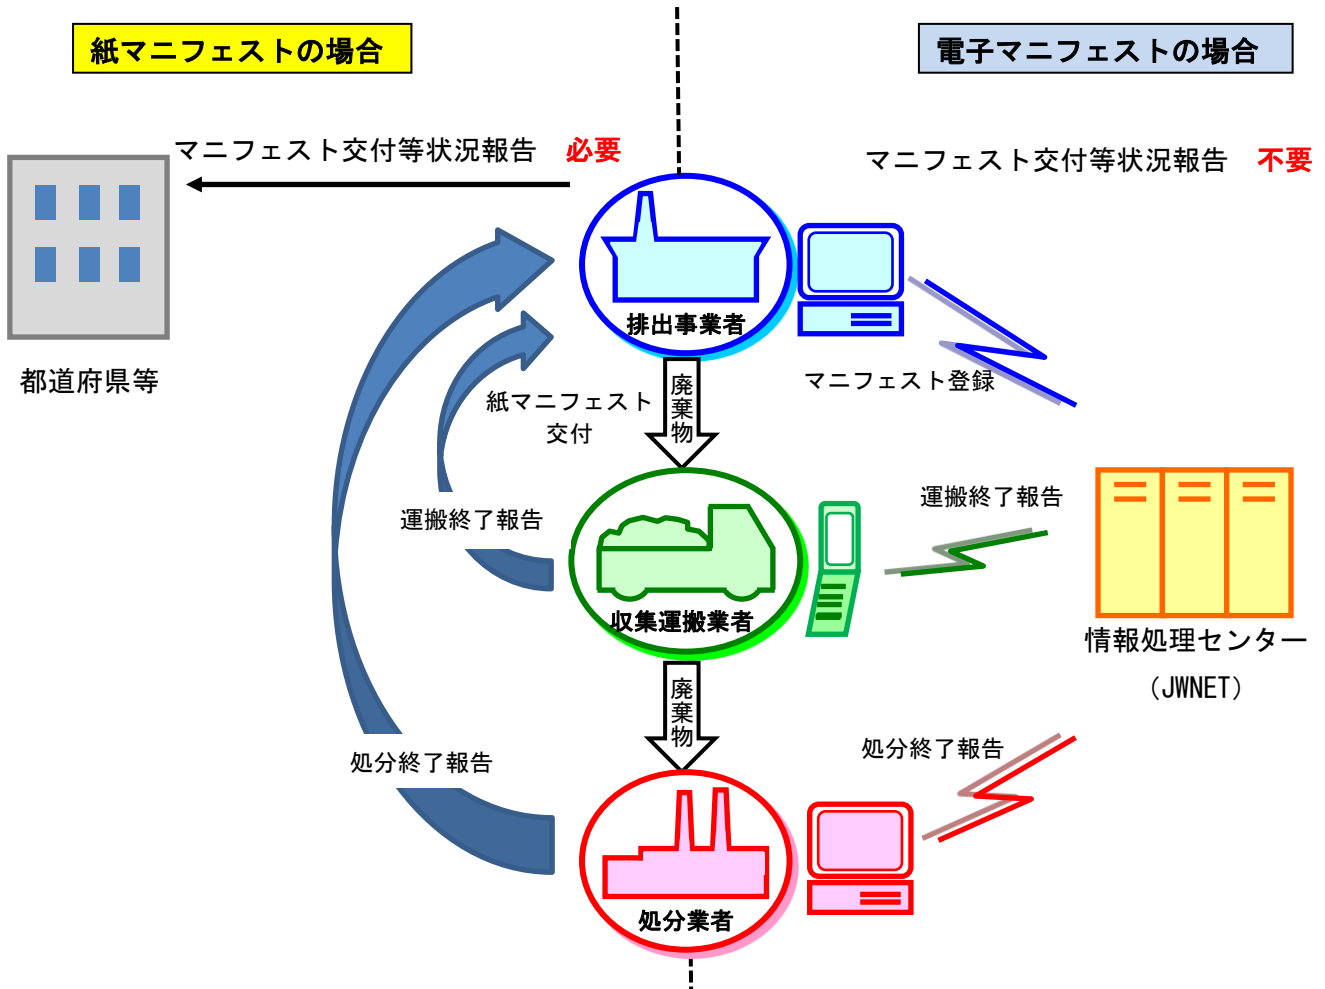 紙マニフェストの場合
電子マニフェストの場合
マニフェスト交付等状況報告 必要
マニフェスト交付等状況報告 不要
都道府県等
排出事業者
廃棄物
紙マニフェスト
交付
マニフェスト登録
運搬終了報告
運搬終了報告
収集運搬業者
情報処理センター
（JWNET）
廃棄物
処分終了報告
処分終了報告
処分業者